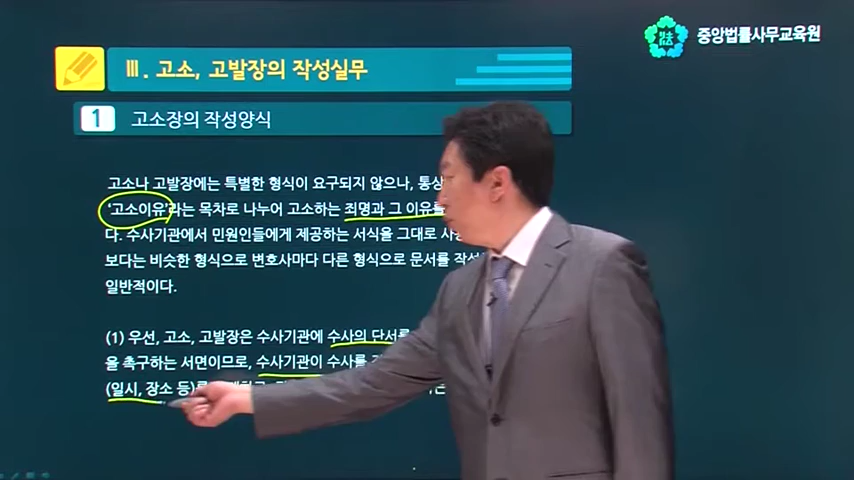 중앙법률사무교육원
Ⅲ. 고소, 고발장의 작성실무
1 고소장의 작성양식
고소나 고발장에는 특별한 형식이 요구되지 않으나, 통상
'고소이유'라는 목차로 나누어 고소하는 죄명과 그 이유를
다. 수사기관에서 민원인들에게 제공하는 서식을 그대로
보다는 비슷한 형식으로 변호사마다 다른 형식으로 문서를
일반적이다.
(1) 우선, 고소, 고발장은 수사기관에 수사의 단서를
을 촉구하는 서면이므로, 수사기관이 수사를
(일시, 장소 등)